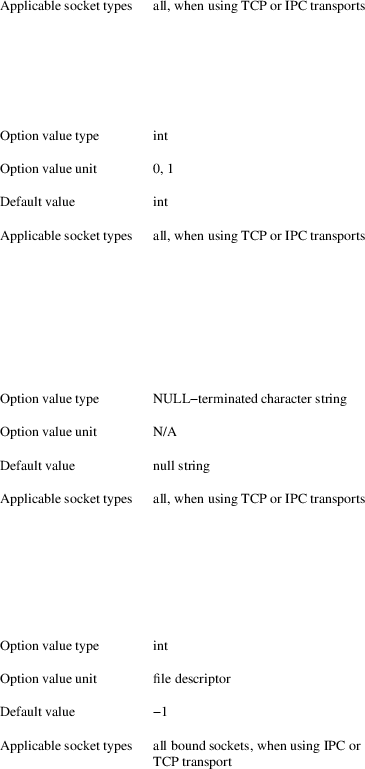 Applicable socket types all, when using TCP or IPC transports
Option value type int
Option value unit 0, 1
Default value int
Applicable socket types all, when using TCP or IPC transports
Option value type NULL−terminated character string
Option value unit N/A
Default value null string
Applicable socket types all, when using TCP or IPC transports
Option value type int
Option value unit file descriptor
Default value −1
Applicable socket types all bound sockets, when using IPC or
TCP transport